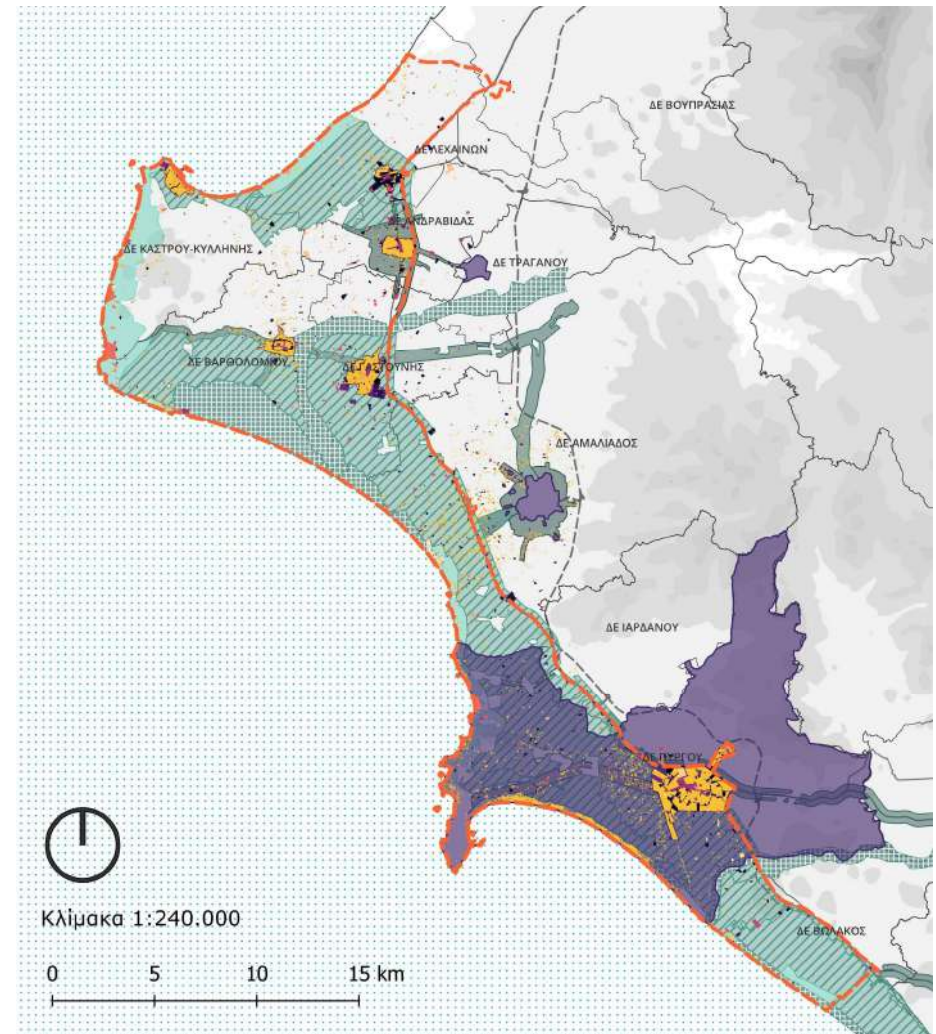 ΔΕ ΒΟΥΠΡΑΣΙΑΣ
ΔΕ ΛΕΧΑΙΝΩΝ
ΔΕ ΑΝΔΡΑΒΙΔΑΣ
ΔΕ ΚΑΣΤΡΟΥ-ΚΥΛΛΗΝΗΣ
ΔΕ ΤΡΑΓΑΝΟΥ
ΔΕ ΒΑΡΘΟΛΟΜΙΟΥ
ΔΕ ΓΑΣΤΟΥΝΗΣ
ΔΕ ΑΜΑΛΙΑΔΟΣ
ΔΕ ΙΑΡΔΑΝΟΥ
ΔΕ ΠΥΡΓΟΥ
ΔΕ ΒΩΛΑΚΟΣ
Κλίμακα 1:240.000
0 5 10 15 km